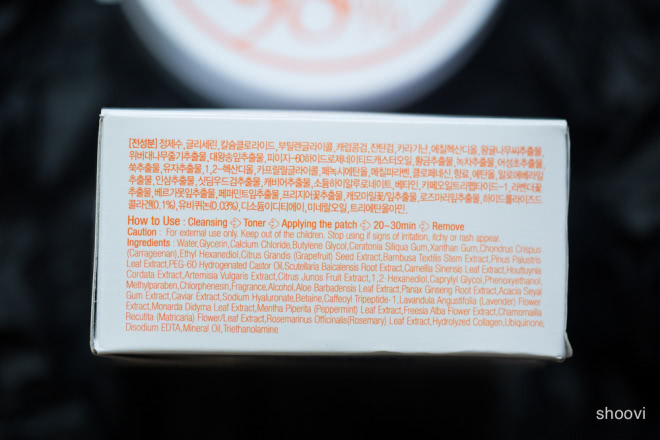 98%
[전성분] 정제수,글리세린,칼슘클로라이드,부틸렌글라이콜,캐럽콩검,잔탄검,카라기난,에칠헥산디올,왕귤나무씨추출물,
위바대나무줄기추출물,대왕송잎추출물,피이지-60하이드로제네이티드캐스터오일,황금추출물,녹차추출물,어성초추출물
쑥추출물,유자추출물,1,2-헥산디올,카프릴릴글라이콜,페녹시에탄올,메칠파라벤,클로페네신,향료,에탄올,알로에베라잎
추출물,인삼추출물,싯딤우드검추출물,캐비어추출물,소듐하이알루로네이트,베타인,카페오일트리펩타이드-1,라벤더꽃
추출물,베르가못잎추출물,페퍼민트잎추출물,프리지아꽃추출물,캐모마일꽃/잎추출물,로즈마리잎추출물,하이드롤라이즈드
콜라겐(0.1%),유비퀴논(0.03%),디소듐이디티에이,미네랄오일,트리에탄올아민.
How to Use : Cleansing Toner Applying the patch 20~30min Remove
Caution : For external use only. Keep out of the children. Stop using if signs of irritation, itchy or rash appear.
Ingredients : Water,Glycerin,Calcium Chloride,Butylene Glycol,Ceratonia Siliqua Gum,Xanthan Gum,Chondrus Crispus
(Carrageenan),Ethyl Hexanediol,Citrus Grandis (Grapefruit) Seed Extract,Bambusa Textilis Stem Extract,Pinus Palustris
Leaf Extract,PEG-60 Hydrogenated Castor Oil,Scutellaria Baicalensis Root Extract,Camellia Sinensis Leaf Extract,Houttuynia
Cordata Extract,Artemisia Vulgaris Extract,Citrus Junos Fruit Extract,1,2-Hexanediol,Caprylyl Glycol,Phenoxyethanol,
Methylparaben,Chlorphenesin,Fragrance,Alcohol,Aloe Barbadensis Leaf Extract,Panax Ginseng Root Extract,Acacia Seyal
Gum Extract,Caviar Extract,Sodium Hyaluronate,Betaine,Caffeoyl Tripeptide-1,Lavandula Angustifolia (Lavender) Flower
Extract,Monarda Didyma Leaf Extract,Mentha Piperita (Peppermint) Leaf Extract,Freesia Alba Flower Extract,Chamomilla
Recutita (Matricaria) Flower/Leaf Extract,Rosemarinus Officinalis(Rosemary) Leaf Extract,Hydrolyzed Collagen,Ubiquinone,
Disodium EDTA,Mineral Oil,Triethanolamine
shoovi